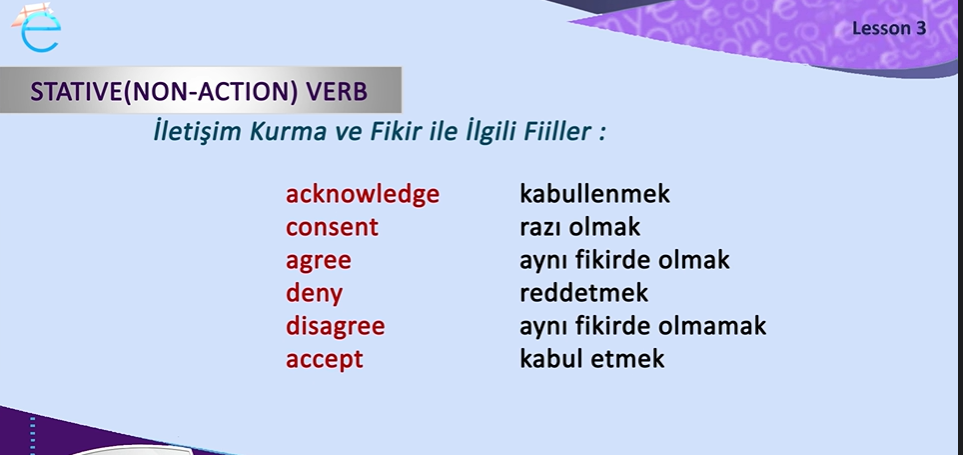 Lesson 3
STATIVE(NON-ACTION) VERB
İletişim Kurma ve Fikir ile İlgili Fiiller :
acknowledge kabullenmek
consent razı olmak
agree aynı fikirde olmak
deny reddetmek
disagree aynı fikirde olmamak
accept kabul etmek